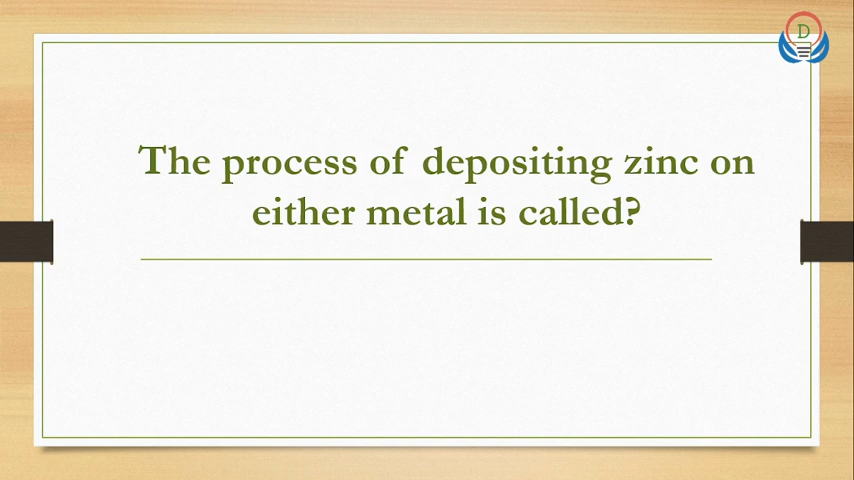 D
The process of depositing zinc on
either metal is called?